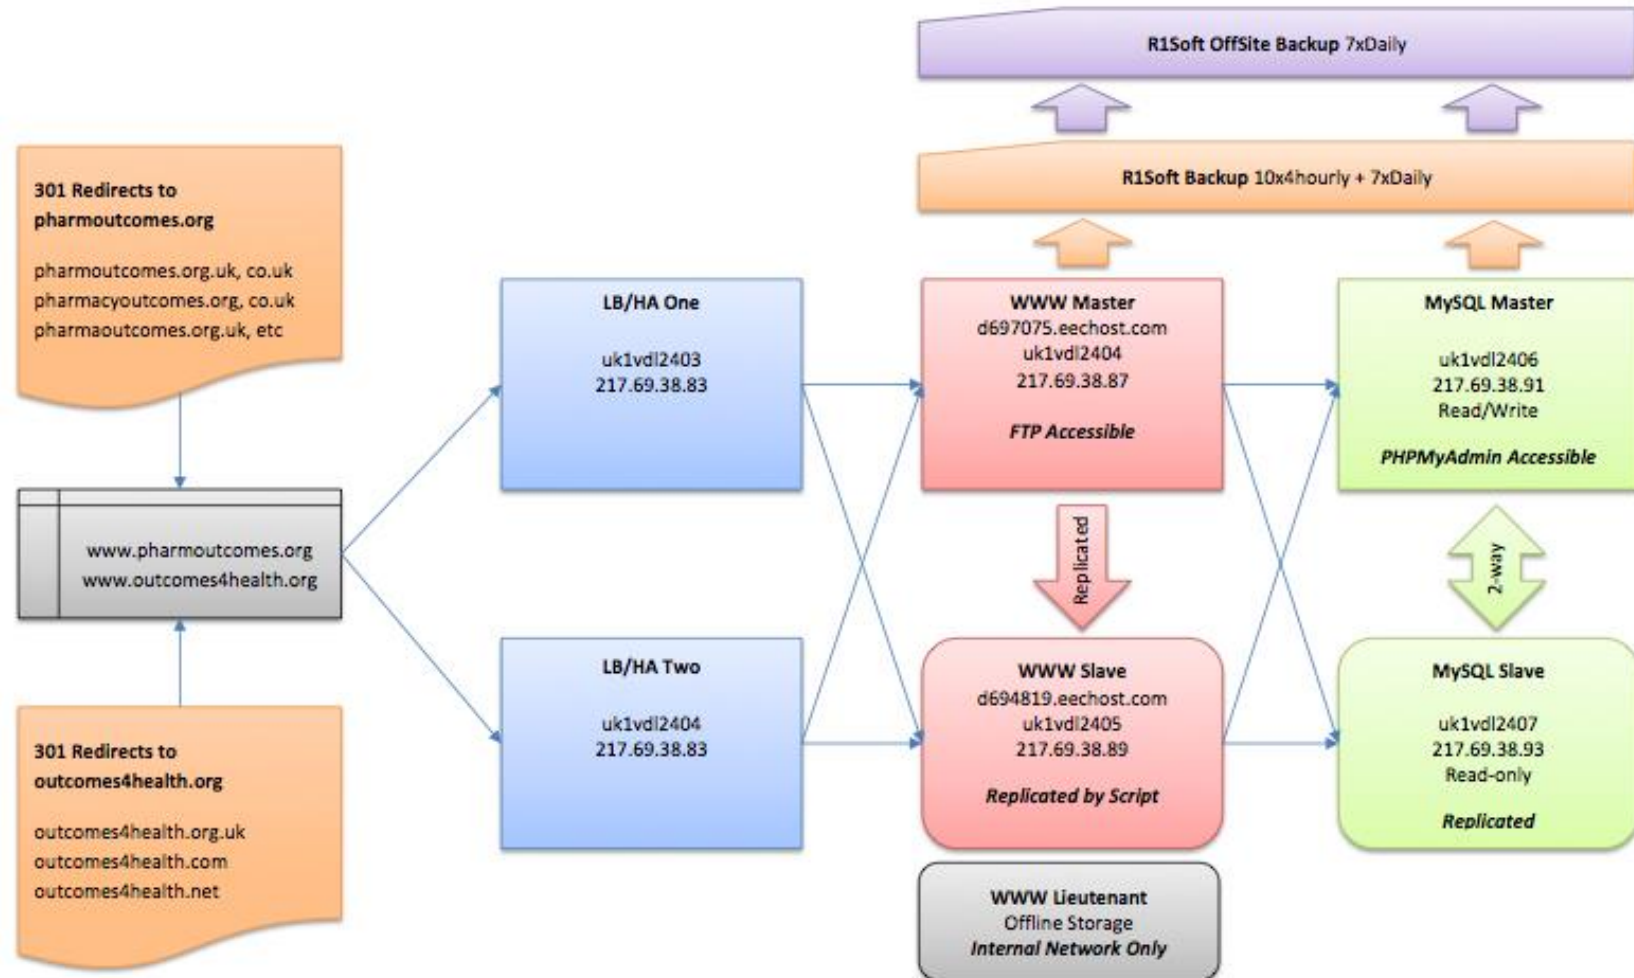 R1Soft OffSite Backup 7xDaily
R1Soft Backup 10x4hourly + 7xDaily
301 Redirects to
pharmoutcomes.org
pharmoutcomes.org.uk, co.uk
pharmacyoutcomes.org, co.uk
pharmaoutcomes.org.uk, etc
www.pharmoutcomes.org
www.outcomes4health.org
301 Redirects to
outcomes4health.org
outcomes4health.org.uk
outcomes4health.com
outcomes4health.net
LB/HA One
uk1vdl2403
217.69.38.83
LB/HA Two
uk1vdl2404
217.69.38.83
WWW Master
d697075.eechost.com
uk1vdl2404
217.69.38.87
FTP Accessible
Replicated
WWW Slave
d694819.eechost.com
uk1vdl2405
217.69.38.89
Replicated by Script
WWW Lieutenant
Offline Storage
Internal Network Only
MySQL Master
uk1vdl2406
217.69.38.91
Read/Write
PHPMyAdmin Accessible
2-way
MySQL Slave
uk1vdl2407
217.69.38.93
Read-only
Replicated